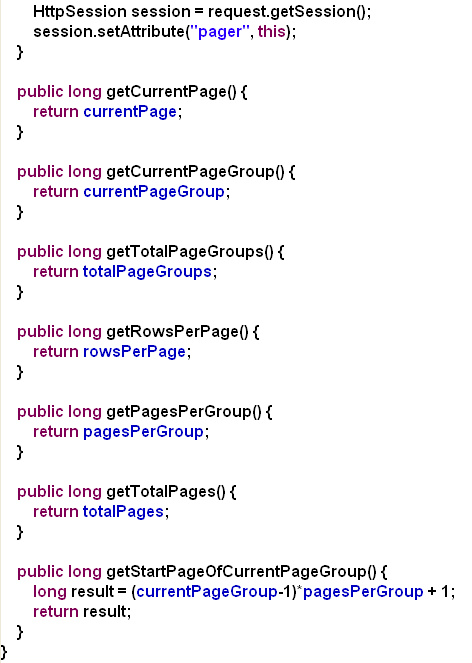 HttpSession session = request.getSession();
session.setAttribute("pager", this);
}
public long getCurrentPage() {
return currentPage;
}
public long getCurrentPageGroup() {
return currentPageGroup;
}
public long getTotalPageGroups() {
return totalPageGroups;
}
public long getRowsPerPage() {
return rowsPerPage;
}
public long getPagesPerGroup() {
return pagesPerGroup;
}
public long getTotalPages() {
return totalPages;
}
public long getStartPageOfCurrentPageGroup() {
long result = (currentPageGroup-1)*pagesPerGroup + 1;
return result;
}
}